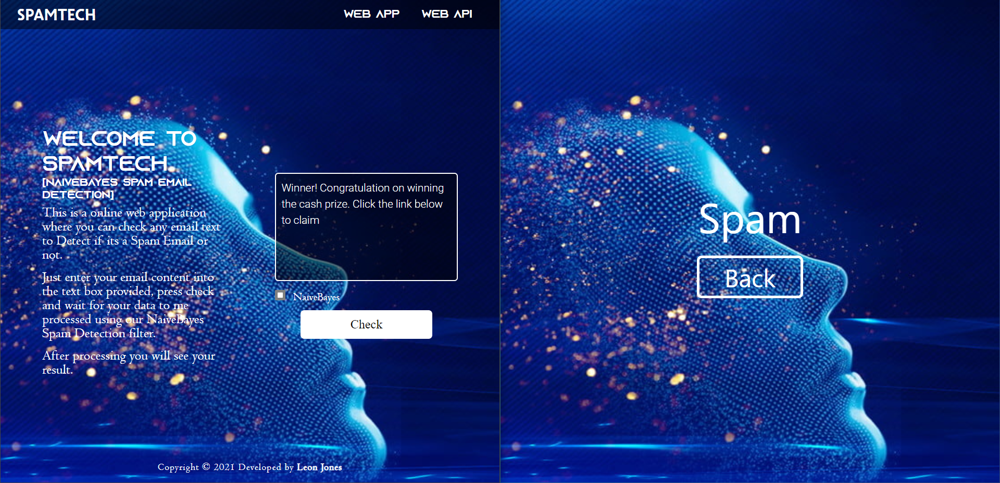 SPAMTECH
WEB APP
WEB API
WELCOME TO
SPAMTECH
[NAIVEBAYES SPAM EMAIL
DETECTION]
This is a online web application
where you can check any email text
to Detect if its a Spam Email or
not.
Just enter your email content into
the text box provided, press check
and wait for your data to me
processed using our NaiveBayes
Spam Detection filter.
After processing you will see your
result.
Winner! Congratulation on winning
the cash prize. Click the link below
to claim
NaiveBayes
Check
Copyright © 2021 Developed by Leon Jones
Spam
Back